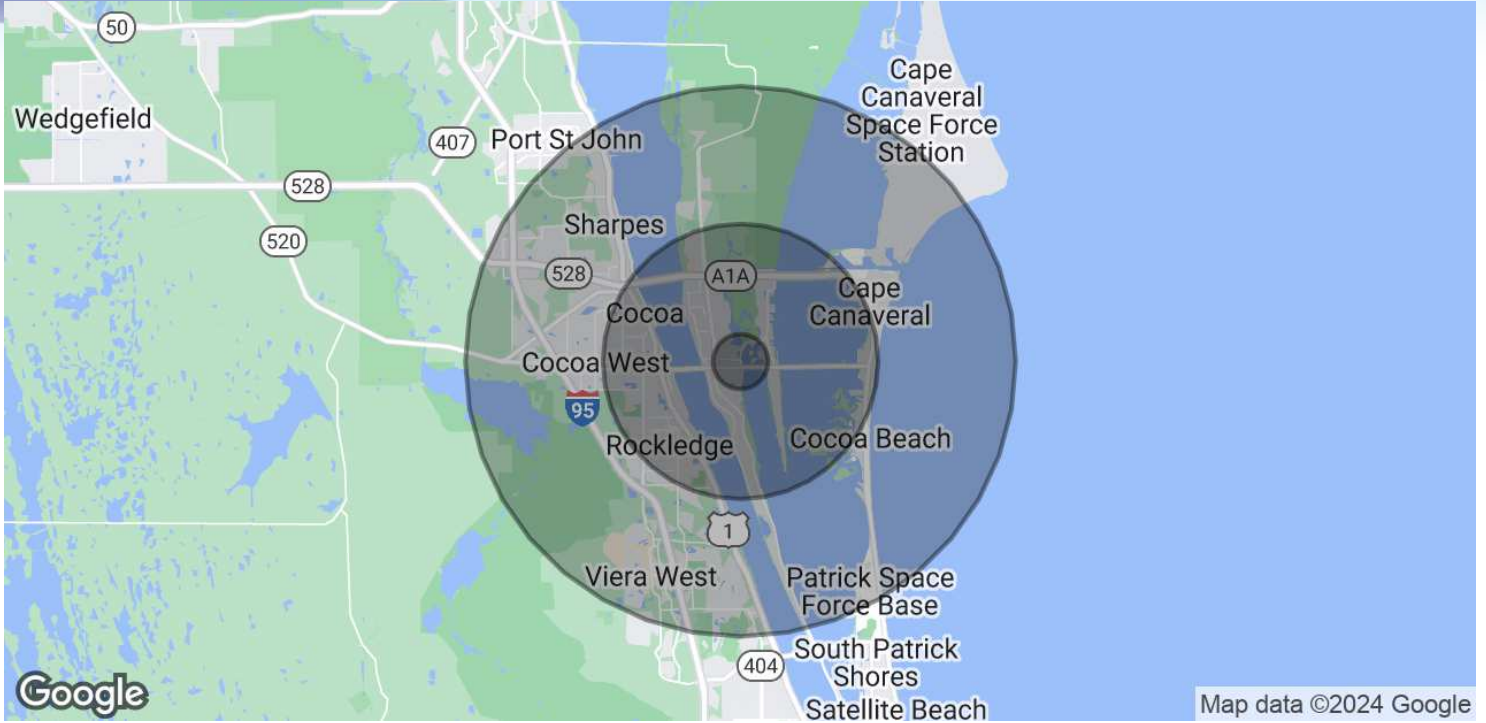 50
Wedgefield
407
Port St John
Cape
Canaveral
Space Force
Station
528
520
Sharpes
528
A1A
Cape
Canaveral
Cocoa
Cocoa West
95
Rockledge
Cocoa Beach
1
Viera West
Patrick Space
Force Base
404
South Patrick
Shores
Satellite Beach
Google
Map data ©2024 Google